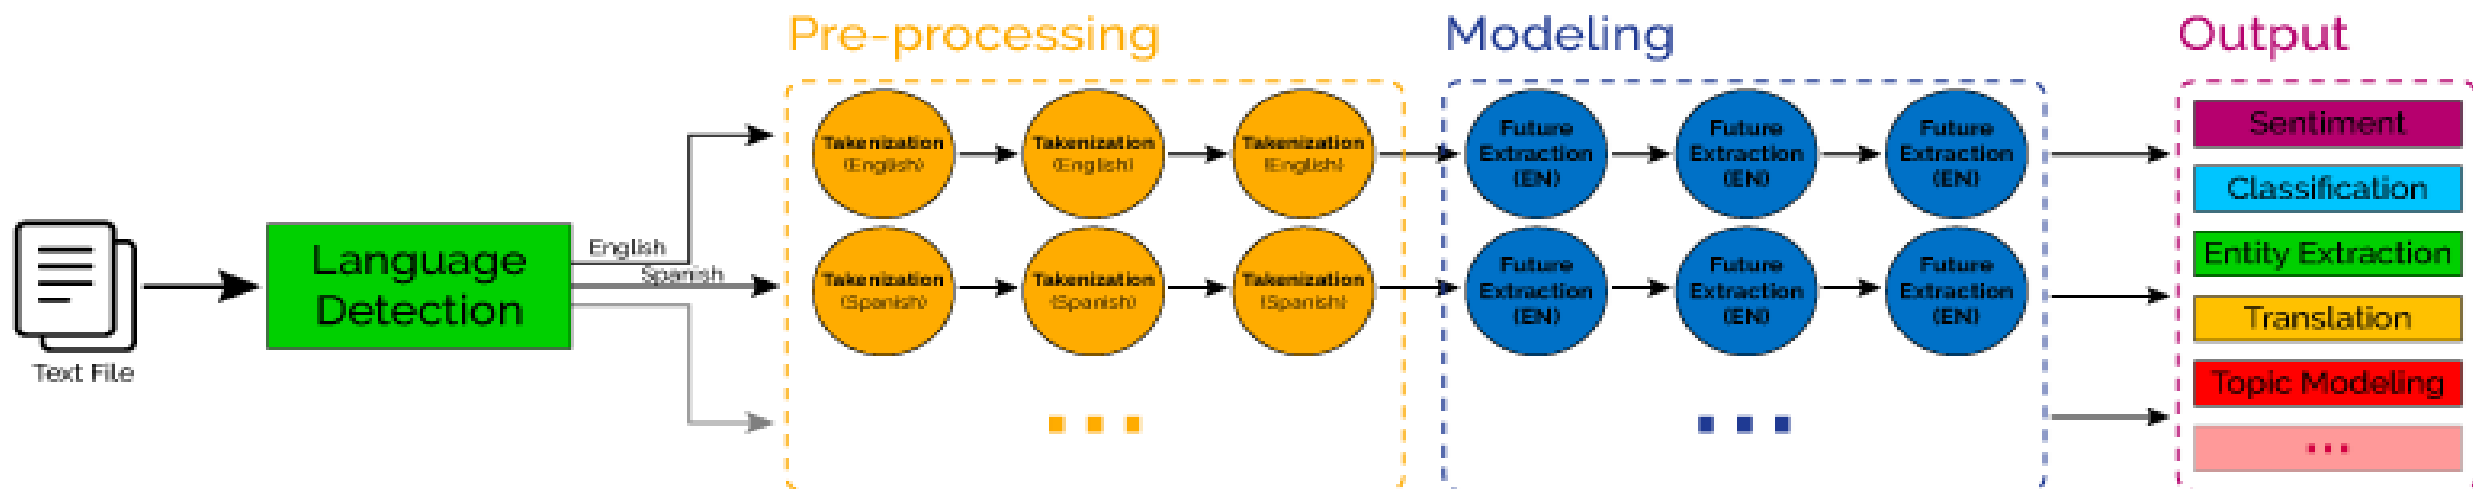 Pre-processing
Modeling
Output
Takenization
(English)
Takenization
(English)
Takenization
(English)
Future
Extraction
(EN)
Future
Extraction
(EN)
Future
Extraction
(EN)
Sentiment
Classification
Entity Extraction
Translation
Topic Modeling
...
English
Spanish
Language
Detection
Text File
Takenization
(Spanish)
Takenization
(Spanish)
Takenization
(Spanish)
Future
Extraction
(EN)
Future
Extraction
(EN)
Future
Extraction
(EN)
...
...